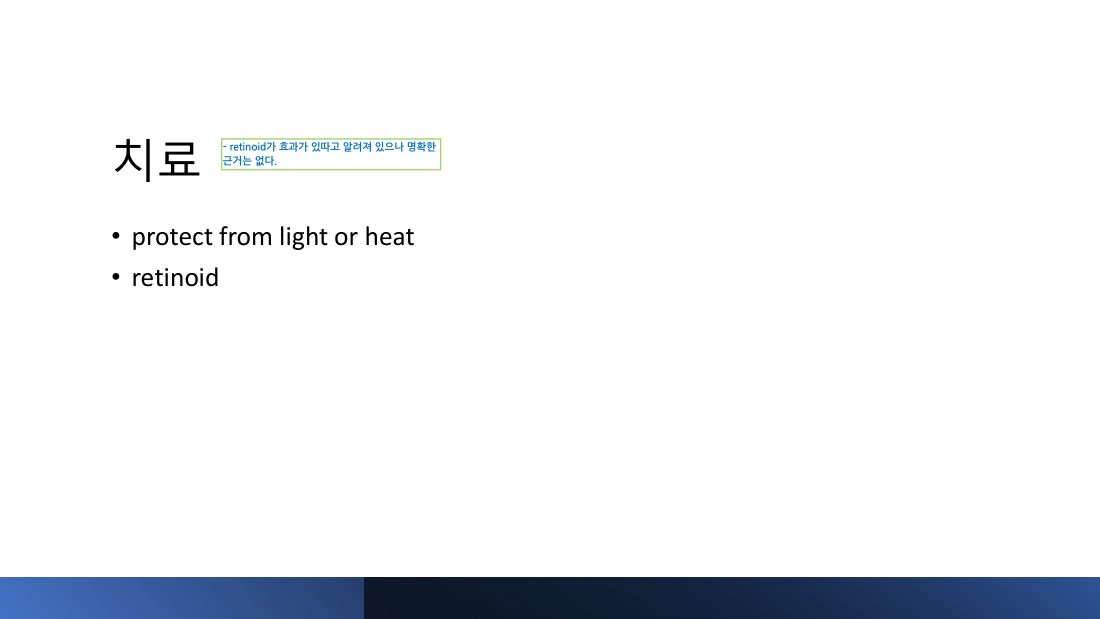 치료
- retinoid가 효과가 있따고 알려져 있으나 명확한
근거는 없다.
• protect from light or heat
• retinoid